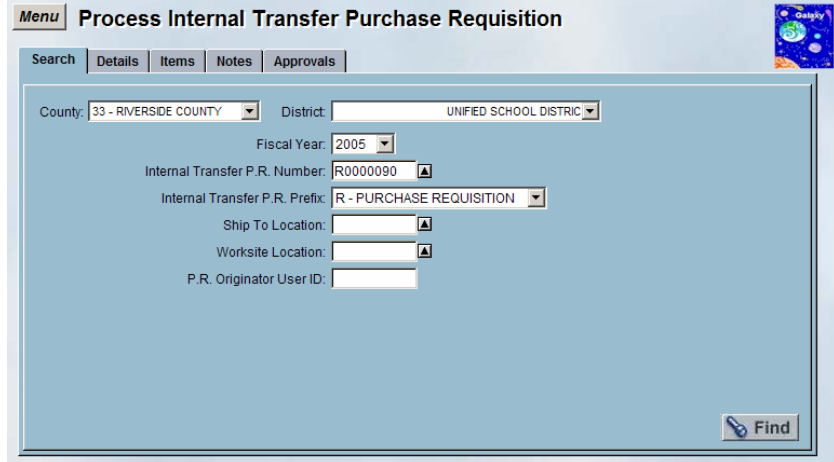 Menu Process Internal Transfer Purchase Requisition
Galaxy
Search Details Items Notes Approvals
County: 33 - RIVERSIDE COUNTY District: UNIFIED SCHOOL DISTRIC
Fiscal Year: 2005
Internal Transfer P.R. Number: R0000090
Internal Transfer P.R. Prefix: R - PURCHASE REQUISITION
Ship To Location:
Worksite Location:
P.R. Originator User ID:
Find